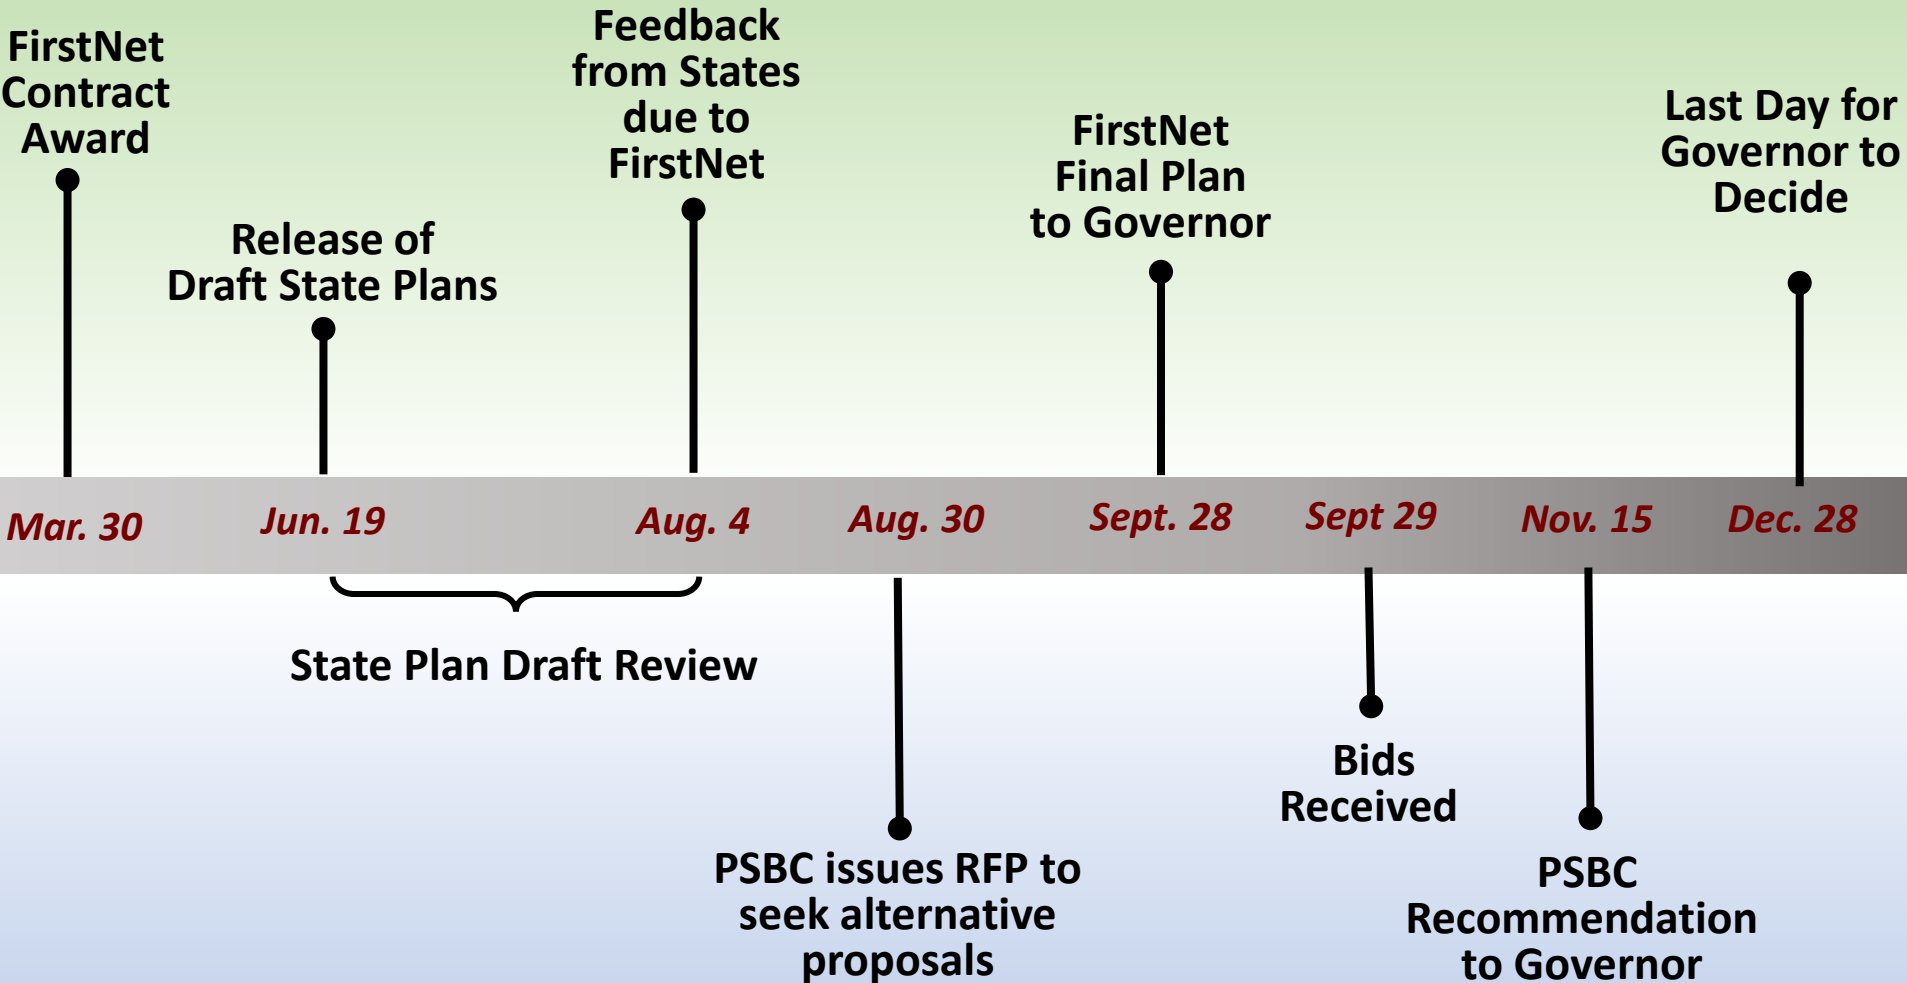 FirstNet
Contract
Award
Release of
Draft State Plans
Feedback
from States
due to
FirstNet
FirstNet
Final Plan
to Governor
Last Day for
Governor to
Decide
Mar. 30
Jun. 19
Aug. 4
Aug. 30
Sept. 28
Sept 29
Nov. 15
Dec. 28
State Plan Draft Review
PSBC issues RFP to
seek alternative
proposals
Bids
Received
PSBC
Recommendation
to Governor